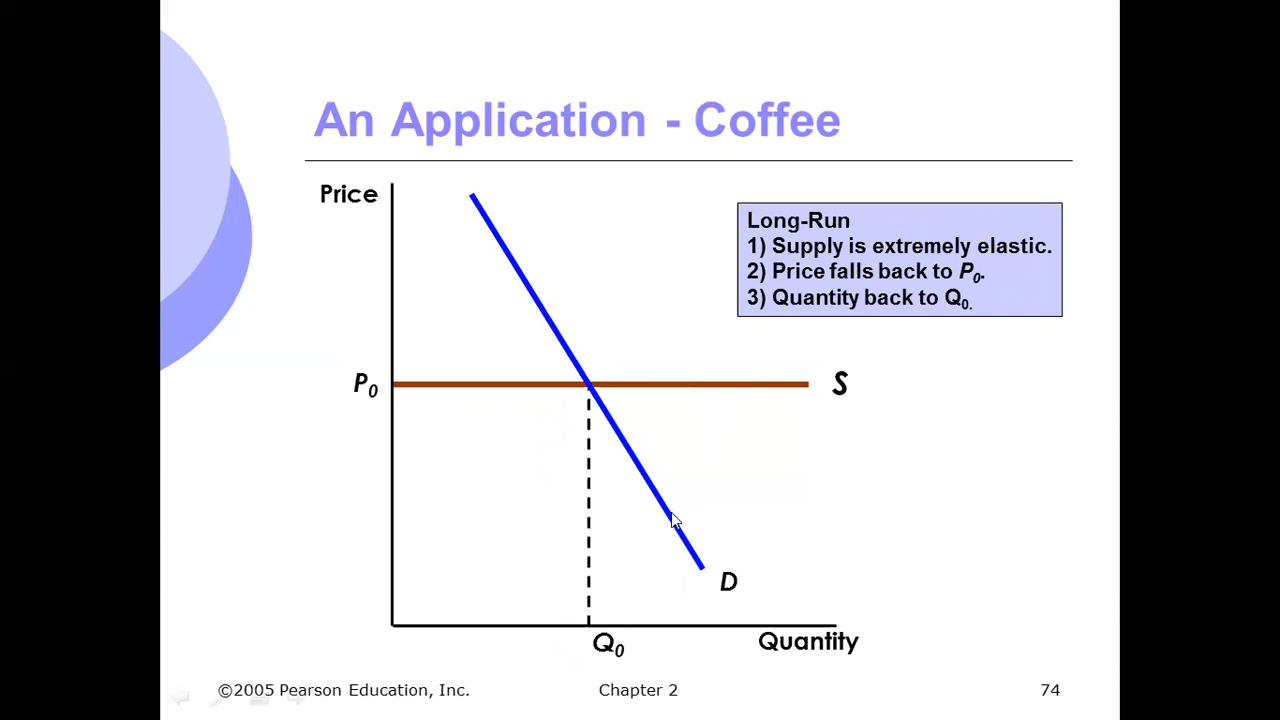 An Application - Coffee
Price
Long-Run
1) Supply is extremely elastic.
2) Price falls back to P0.
3) Quantity back to Q0.
P0
S
D
Q0
Quantity
©2005 Pearson Education, Inc.
Chapter 2
74